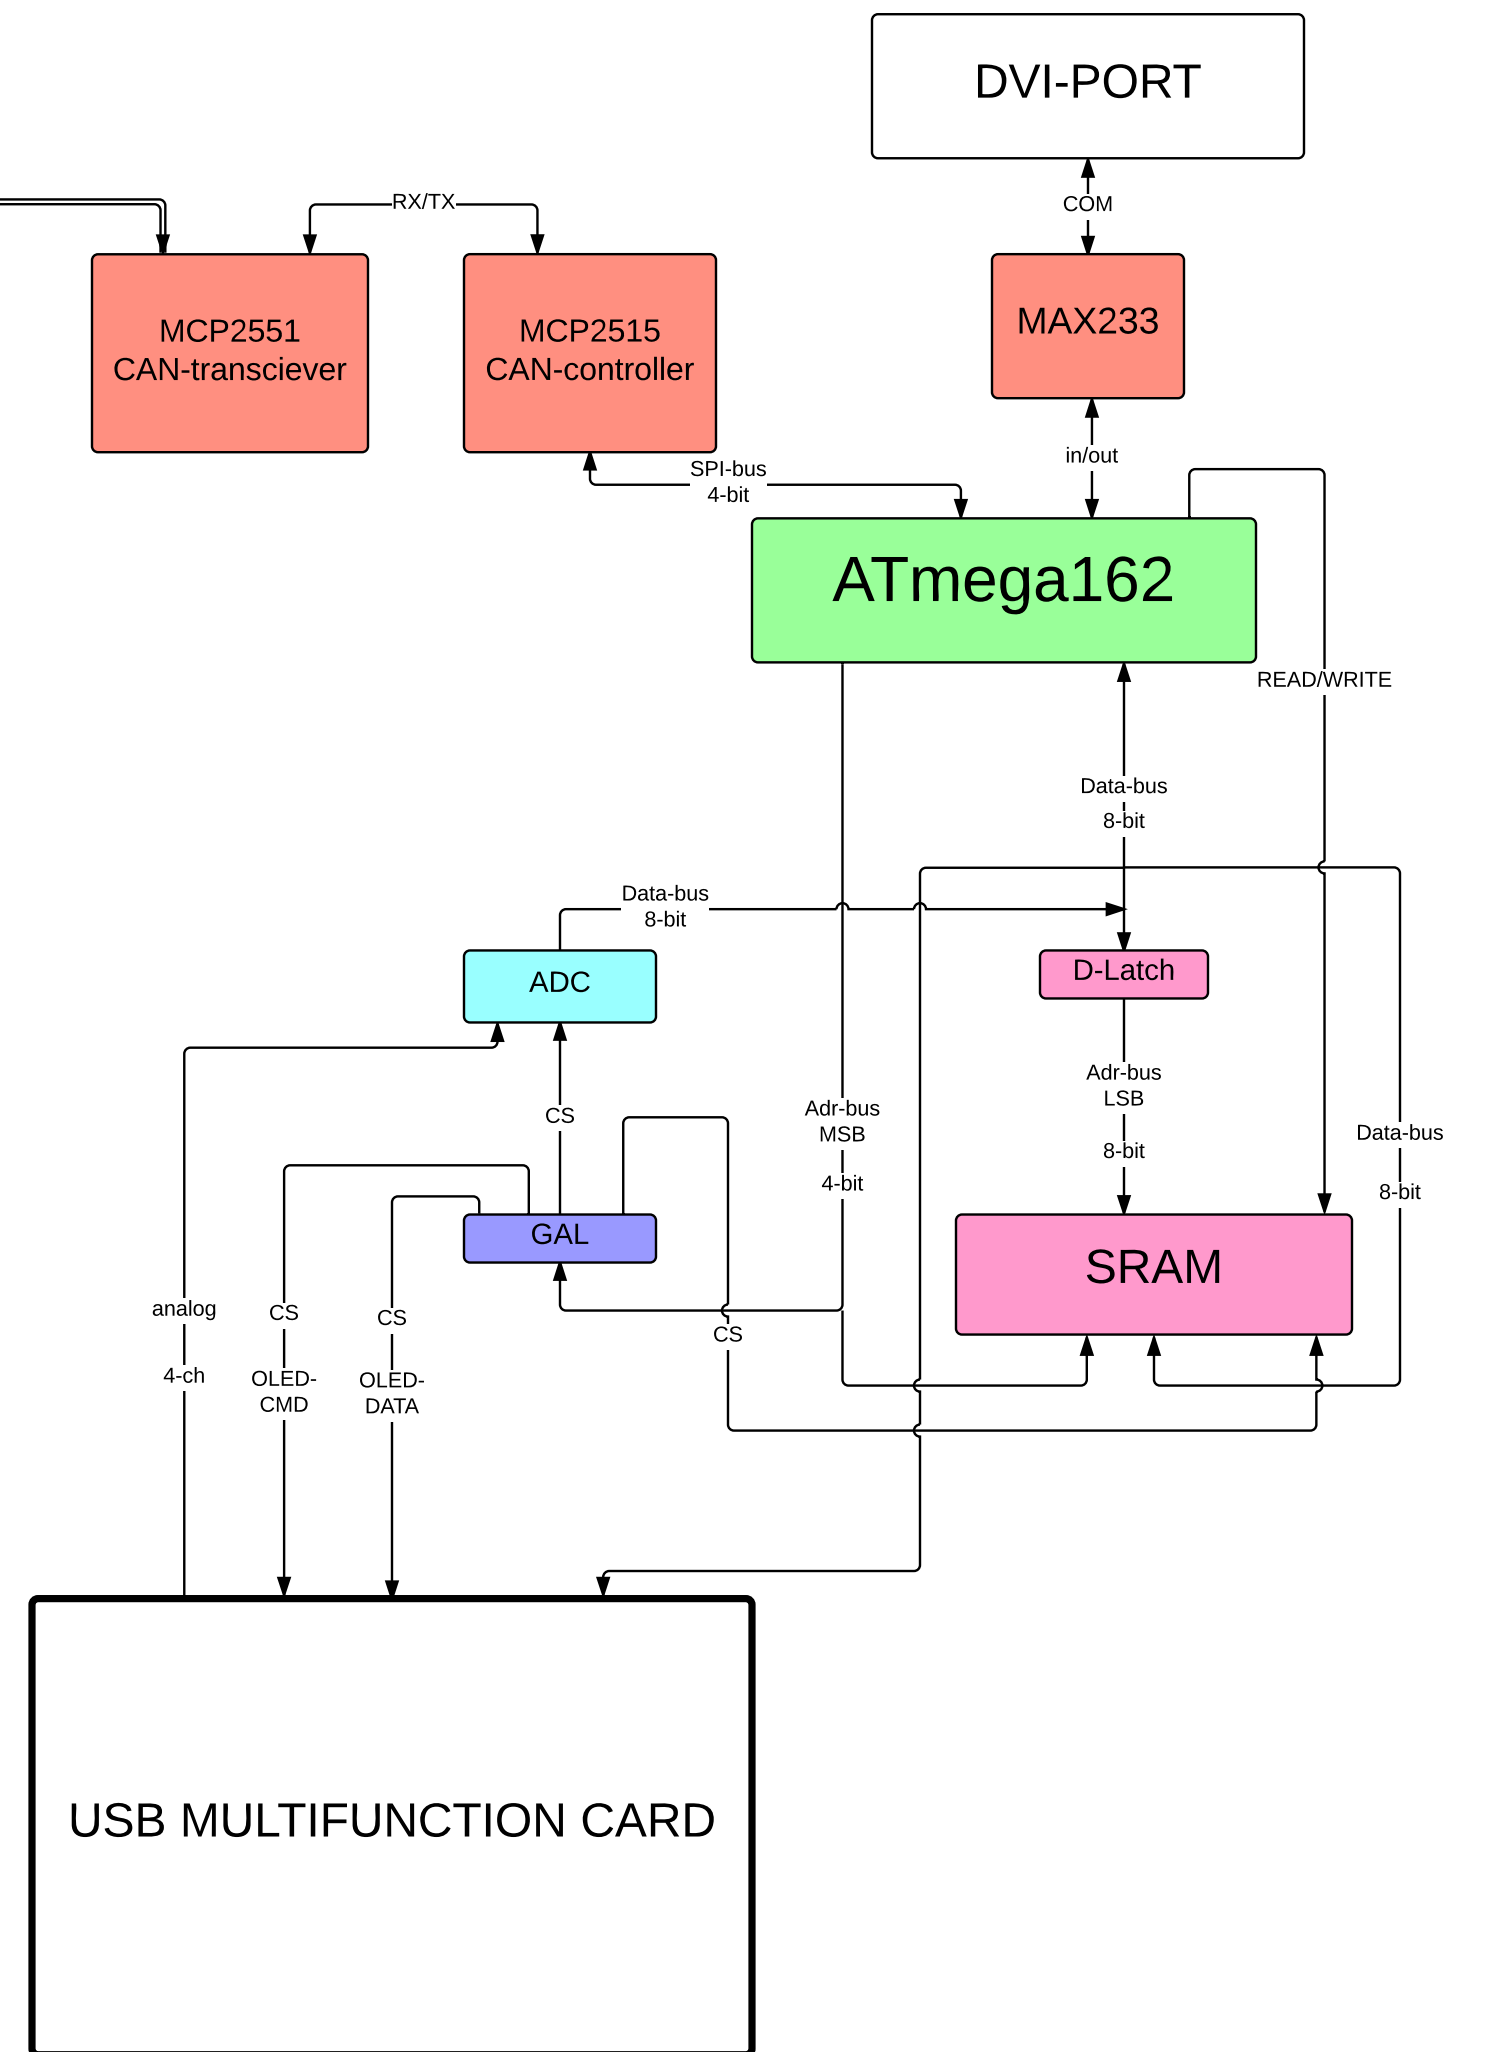 DVI-PORT
RX/TX
COM
MCP2551
CAN-transciever
MCP2515
CAN-controller
MAX233
in/out
SPI-bus
4-bit
ATmega162
READ/WRITE
Data-bus
8-bit
Data-bus
8-bit
ADC
D-Latch
Adr-bus
LSB
8-bit
CS
Adr-bus
MSB
4-bit
Data-bus
8-bit
GAL
SRAM
analog
4-ch
CS
OLED-
CMD
CS
OLED-
DATA
CS
USB MULTIFUNCTION CARD